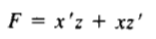 F = x'z + xz'